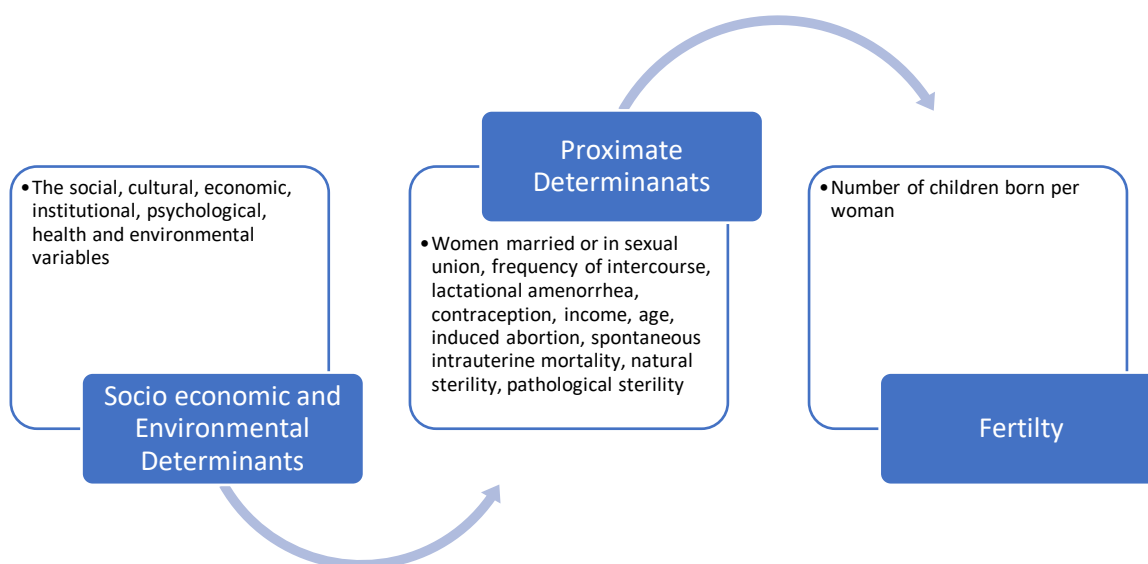 •The social, cultural, economic,
institutional, psychological,
health and environmental
variables
Socio economic and
Environmental
Determinants
Proximate
Determinanats
•Women married or in sexual
union, frequency of intercourse,
lactational amenorrhea,
contraception, income, age,
induced abortion, spontaneous
intrauterine mortality, natural
sterility, pathological sterility
•Number of children born per
woman
Fertilty